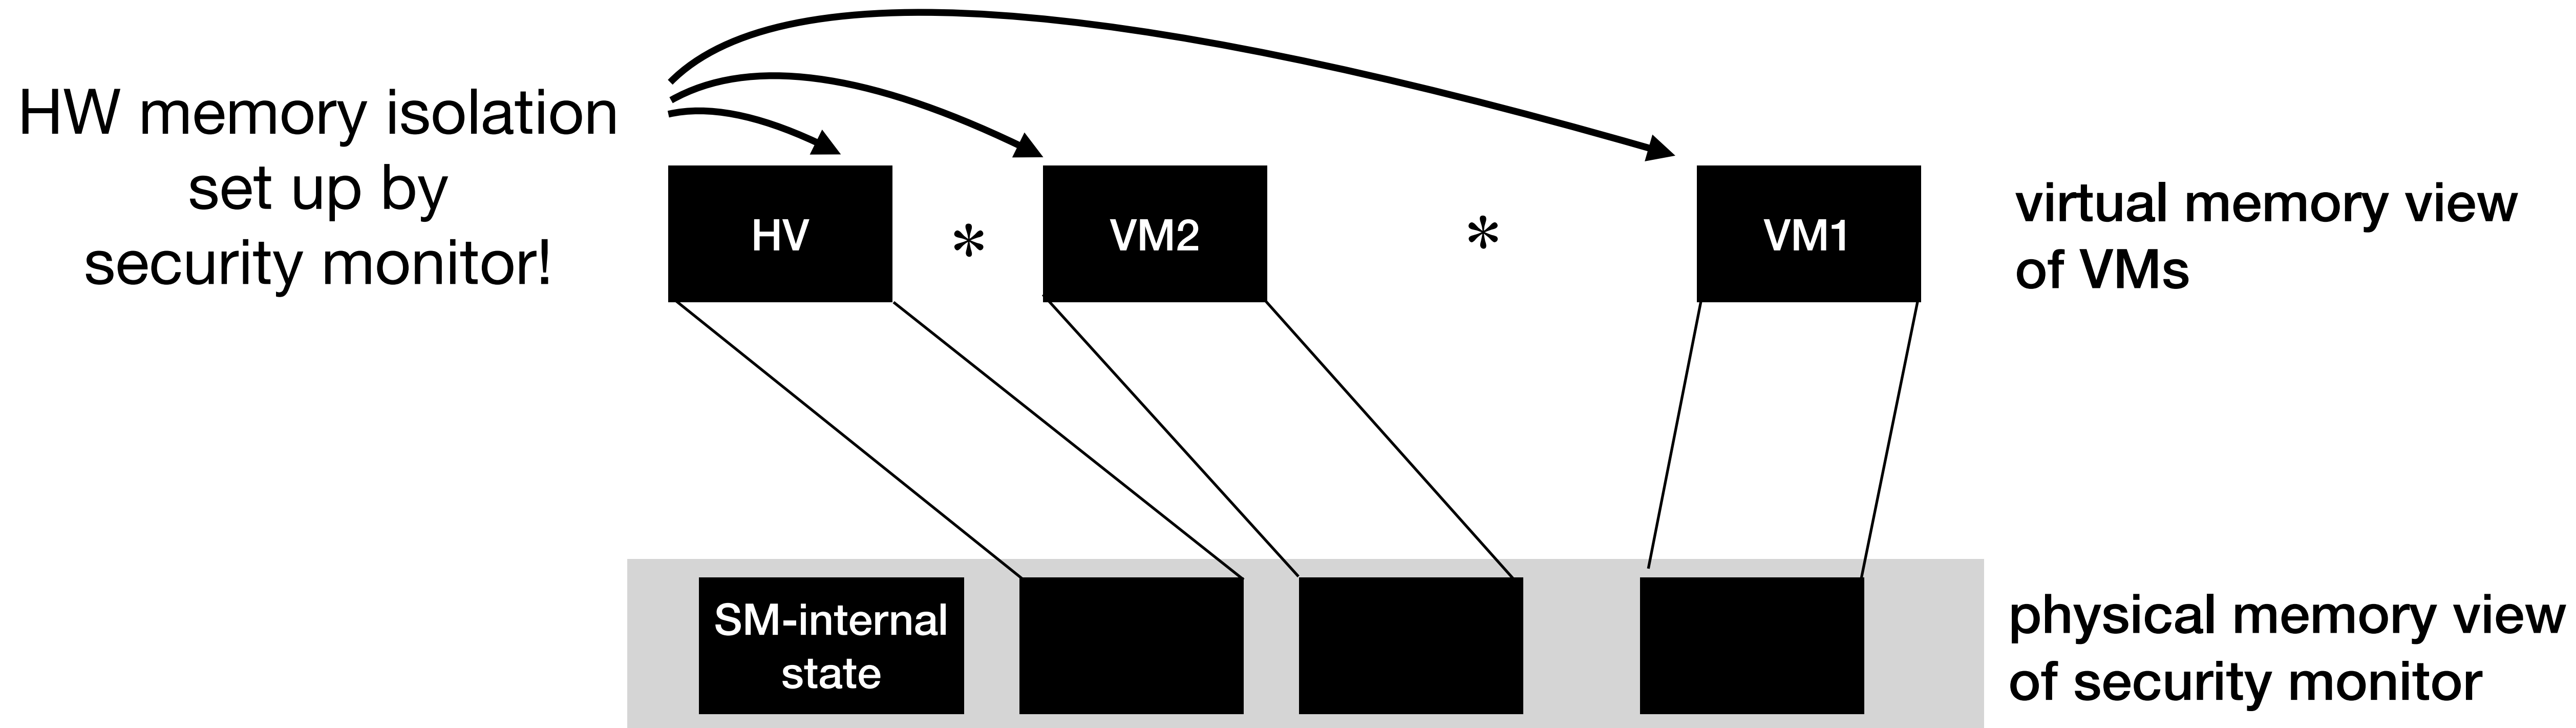 HW memory isolation
set up by
security monitor!
HV
*
VM2
*
VM1
virtual memory view
of VMs
SM-internal
state
physical memory view
of security monitor